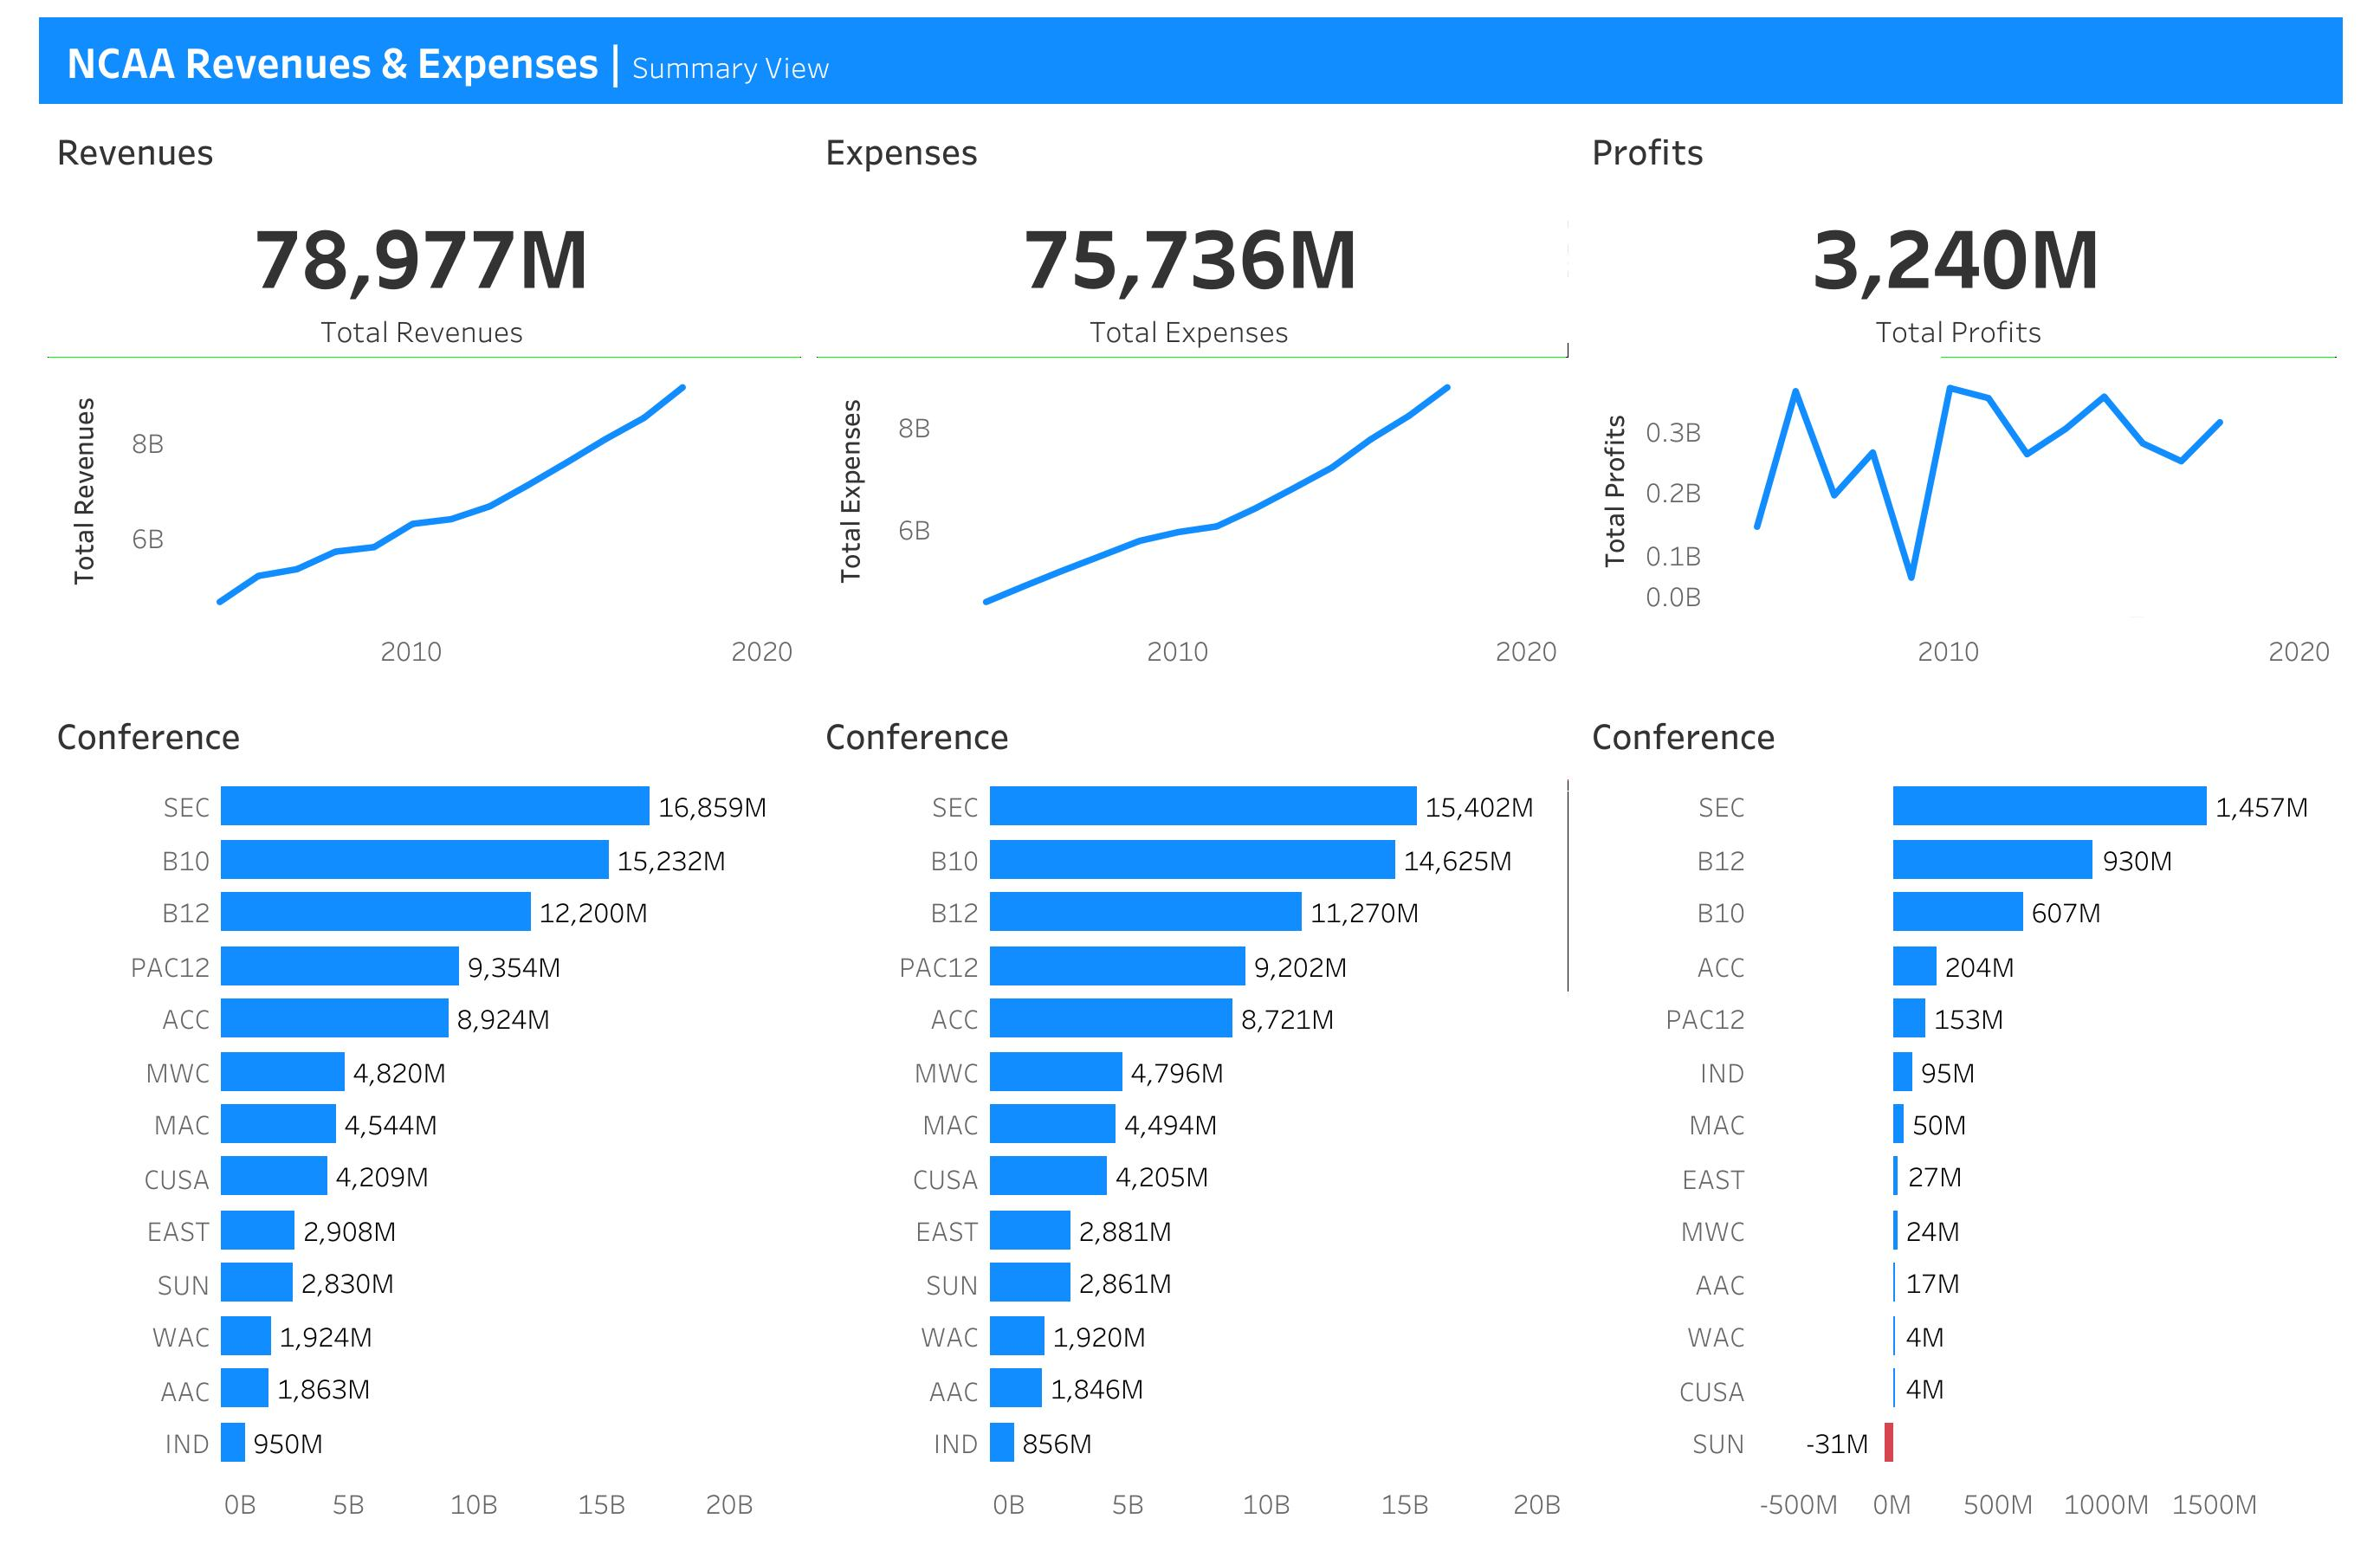 NCAA Revenues & Expenses | Summary View
Revenues
78,977M
Total Revenues
Total Revenues
8B
6B
2010 2020
Expenses
75,736M
Total Expenses
Total Expenses
8B
6B
2010 2020
Profits
3,240M
Total Profits
Total Profits
0.3B
0.2B
0.1B
0.0B
2010 2020
Conference
SEC 16,859M
B10 15,232M
B12 12,200M
PAC12 9,354M
ACC 8,924M
MWC 4,820M
MAC 4,544M
CUSA 4,209M
EAST 2,908M
SUN 2,830M
WAC 1,924M
AAC 1,863M
IND 950M
0B 5B 10B 15B 20B
Conference
SEC 15,402M
B10 14,625M
B12 11,270M
PAC12 9,202M
ACC 8,721M
MWC 4,796M
MAC 4,494M
CUSA 4,205M
EAST 2,881M
SUN 2,861M
WAC 1,920M
AAC 1,846M
IND 856M
0B 5B 10B 15B 20B
Conference
SEC 1,457M
B12 930M
B10 607M
ACC 204M
PAC12 153M
IND 95M
MAC 50M
EAST 27M
MWC 24M
AAC 17M
WAC 4M
CUSA 4M
SUN -31M
-500M 0M 500M 1000M 1500M